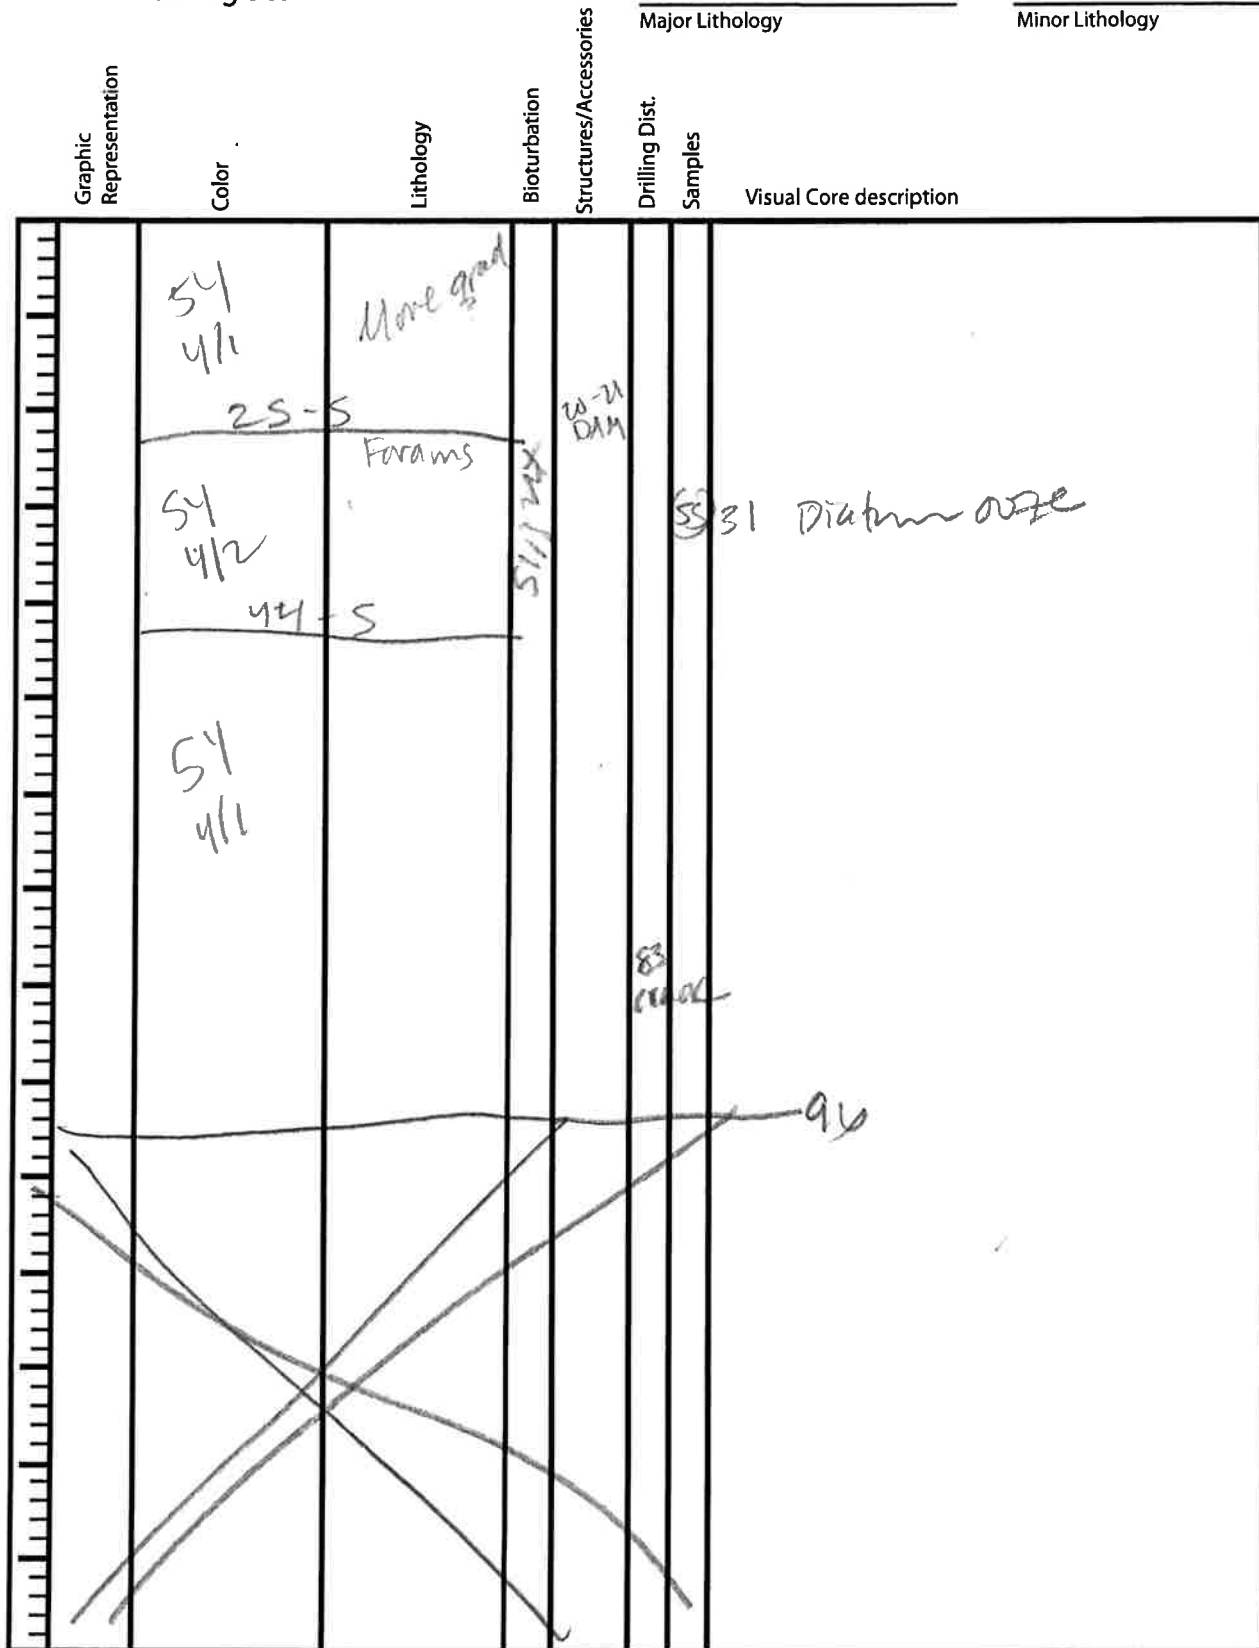 Major Lithology
Minor Lithology
Graphic
Representation
Color
Lithology
Bioturbation
Structures/Accessories
Drilling Dist.
Samples
Visual Core description
5Y
4/1
More grad
25-S
20-21
DAM
Forams
5Y
4/2
SS 31 Diatom ooze
44-S
5Y
4/1
83
crack
96